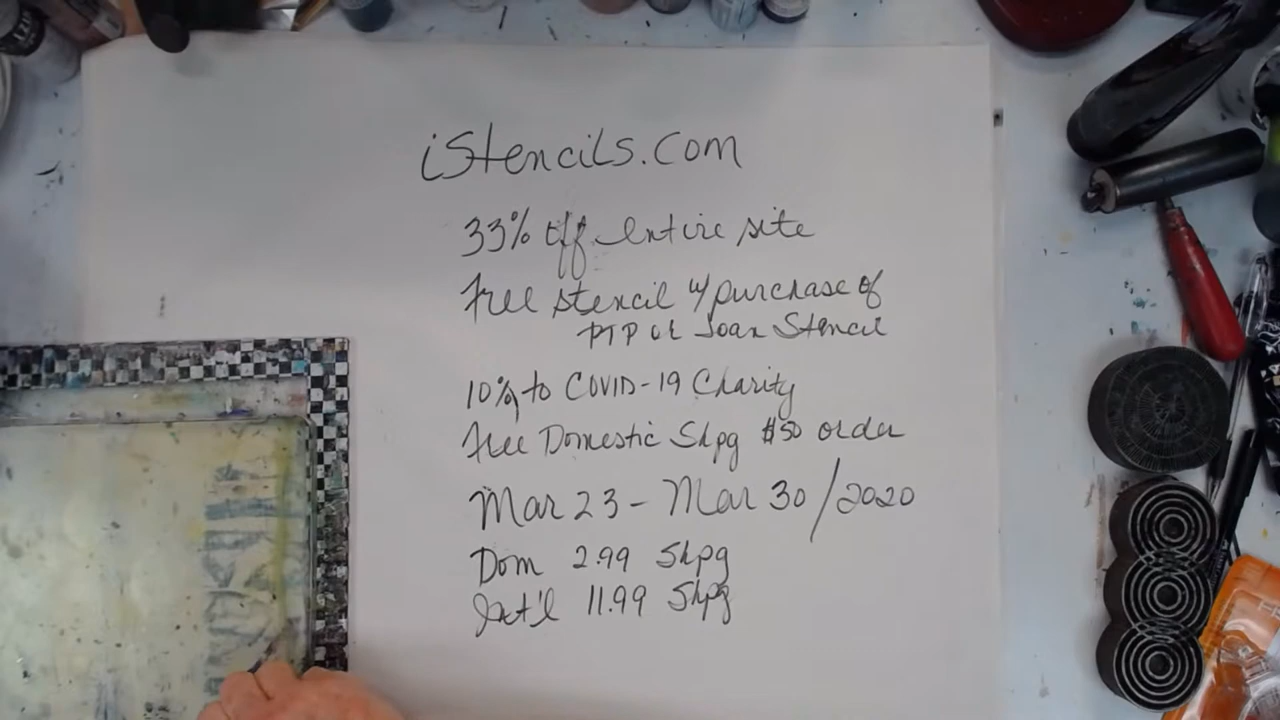 iStencils.com
33% off entire site
Free stencil w/ purchase of
PTP or Joan Stencil
10% to COVID-19 Charity
Free Domestic Shpg $50 order
Mar 23 - Mar 30/2020
Dom 2.99 Shpg
Int'l 11.99 Shpg